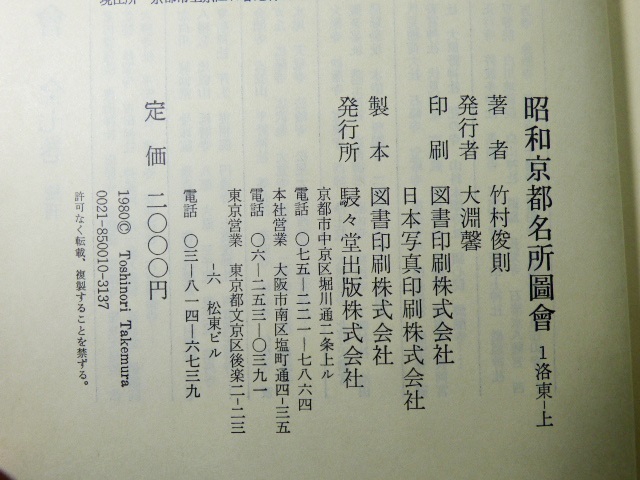 昭和京都名所圖會 1洛東–上
著者 竹村俊則
発行者 大淵馨
印刷 図書印刷株式会社
日本写真印刷株式会社
製本 図書印刷株式会社
発行所 駸々堂出版株式会社
京都市中京区堀川通二条上ル
電話 〇七五–二二一–七八六四
本社営業 大阪市南区塩町通四–三五
電話 〇六–二五三–〇三九一
東京営業 東京都文京区後楽二–二三
–六 松東ビル
電話 〇三–八一四–六七三九
定価 二〇〇〇円
1980© Toshinori Takemura
0021-850010-3137
許可なく転載、複製することを禁ずる。